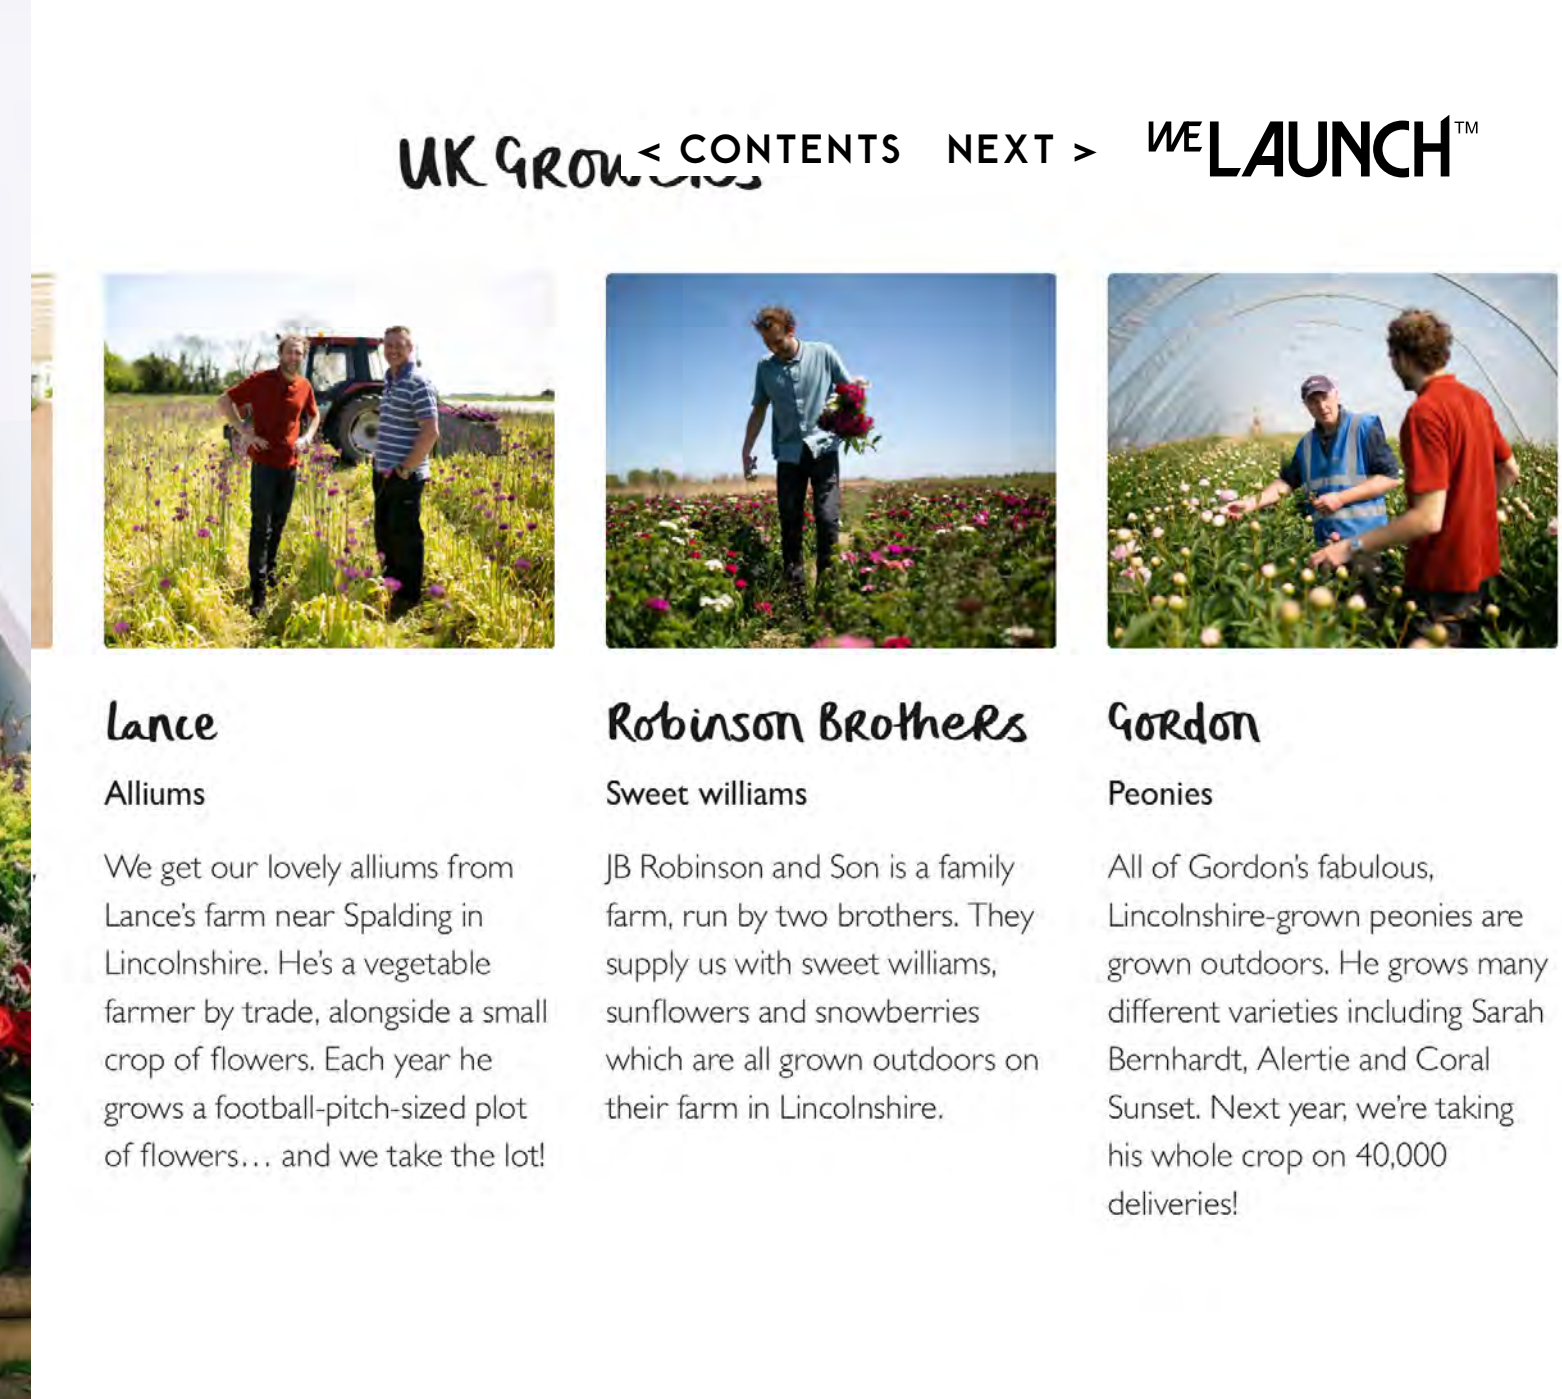 UK Growers
< CONTENTS NEXT > WE LAUNCH™
Lance
Alliums
We get our lovely alliums from
Lance's farm near Spalding in
Lincolnshire. He's a vegetable
farmer by trade, alongside a small
crop of flowers. Each year he
grows a football-pitch-sized plot
of flowers… and we take the lot!
Robinson Brothers
Sweet williams
JB Robinson and Son is a family
farm, run by two brothers. They
supply us with sweet williams,
sunflowers and snowberries
which are all grown outdoors on
their farm in Lincolnshire.
Gordon
Peonies
All of Gordon's fabulous,
Lincolnshire-grown peonies are
grown outdoors. He grows many
different varieties including Sarah
Bernhardt, Alertie and Coral
Sunset. Next year, we're taking
his whole crop on 40,000
deliveries!